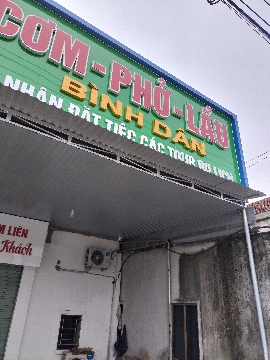 CƠM - PHỞ - LẨU
BÌNH DÂN
NHẬN ĐẶT TIỆC CÁC TOUR DU LỊCH
M LIÊN
Khách